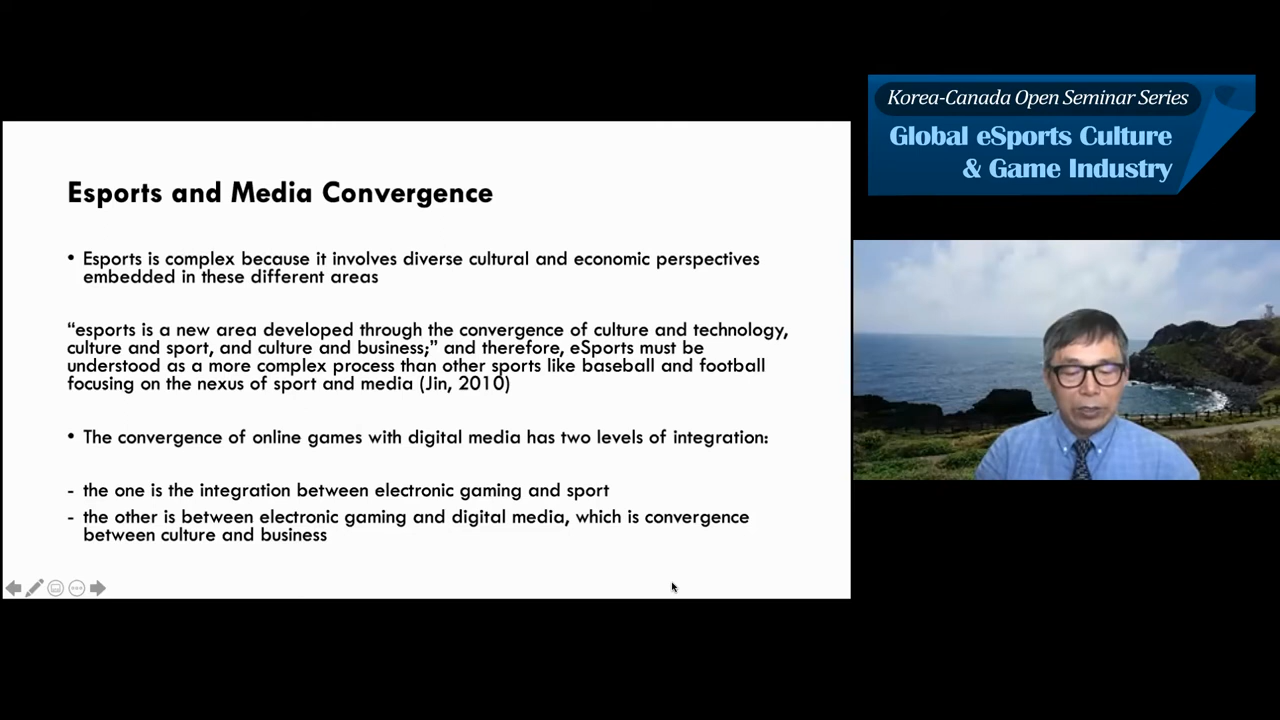 Korea-Canada Open Seminar Series
Global eSports Culture
& Game Industry
Esports and Media Convergence
• Esports is complex because it involves diverse cultural and economic perspectives
embedded in these different areas
“esports is a new area developed through the convergence of culture and technology,
culture and sport, and culture and business;” and therefore, eSports must be
understood as a more complex process than other sports like baseball and football
focusing on the nexus of sport and media (Jin, 2010)
• The convergence of online games with digital media has two levels of integration:
- the one is the integration between electronic gaming and sport
- the other is between electronic gaming and digital media, which is convergence
between culture and business